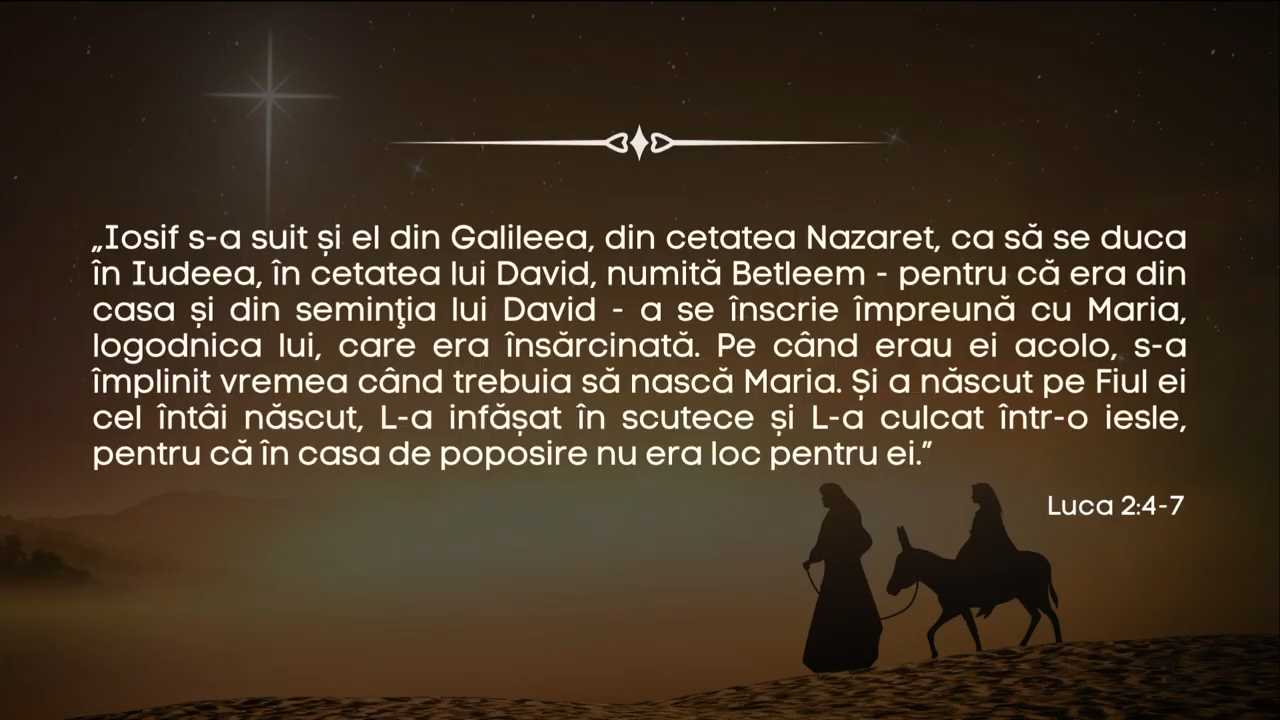 „Iosif s-a suit și el din Galileea, din cetatea Nazaret, ca să se duca
în Iudeea, în cetatea lui David, numită Betleem - pentru că era din
casa și din seminţia lui David - a se înscrie împreună cu Maria,
logodnica lui, care era însărcinată. Pe când erau ei acolo, s-a
împlinit vremea când trebuia să nască Maria. Și a născut pe Fiul ei
cel întâi născut, L-a infășat în scutece și L-a culcat într-o iesle,
pentru că în casa de poposire nu era loc pentru ei.”
Luca 2:4-7